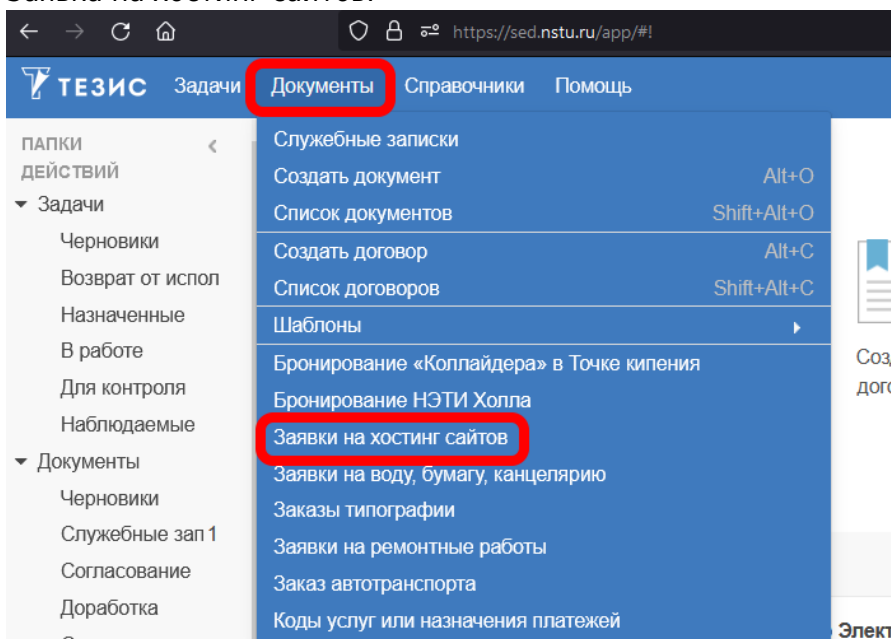 Заявка на хостинг сайтов.
https://sed.nstu.ru/app/#!
ТЕЗИС Задачи Документы Справочники Помощь
ПАПКИ
ДЕЙСТВИЙ
Задачи
Черновики
Возврат от испол
Назначенные
В работе
Для контроля
Наблюдаемые
Документы
Черновики
Служебные зап 1
Согласование
Доработка
Служебные записки
Создать документ Alt+O
Список документов Shift+Alt+O
Создать договор Alt+C
Список договоров Shift+Alt+C
Шаблоны
Бронирование «Коллайдера» в Точке кипения
Бронирование НЭТИ Холла
Заявки на хостинг сайтов
Заявки на воду, бумагу, канцелярию
Заказы типографии
Заявки на ремонтные работы
Заказ автотранспорта
Коды услуг или назначения платежей
Соз
дого
Элект